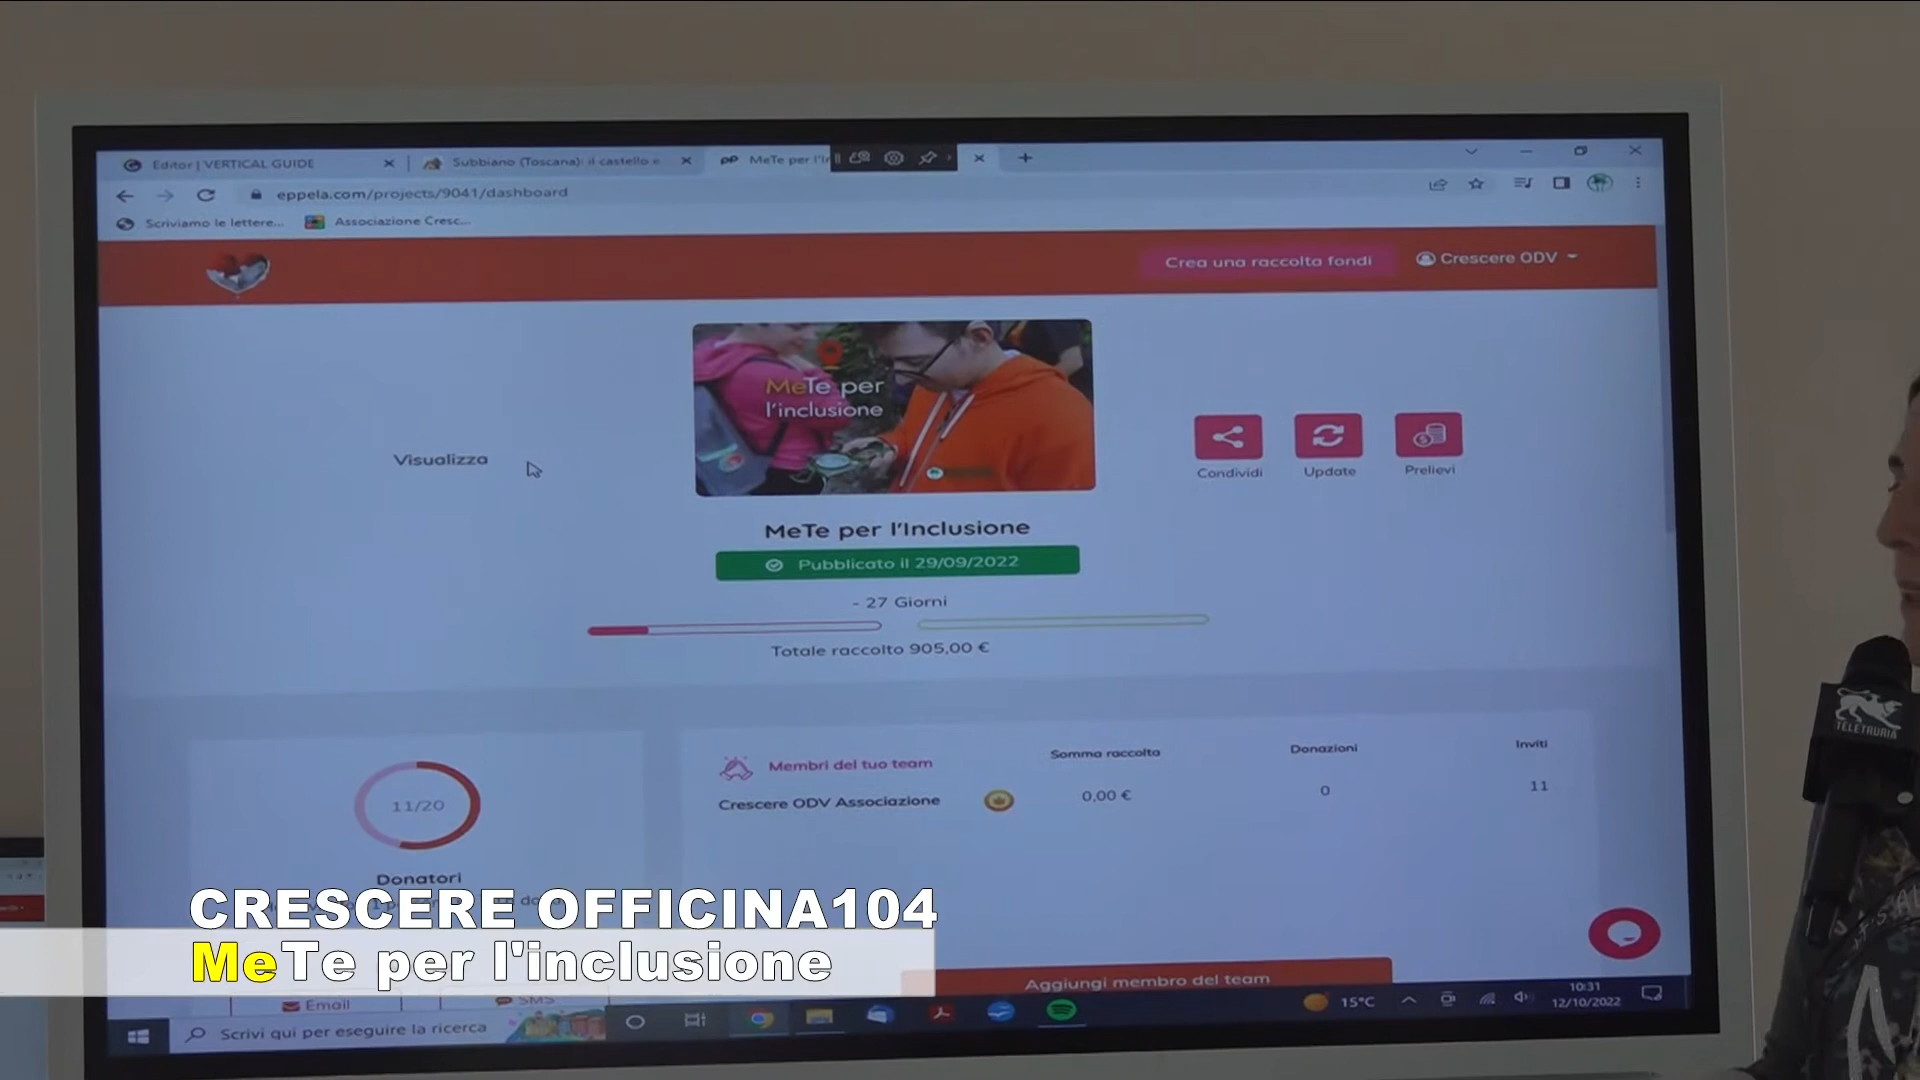 Editor | VERTICAL GUIDE
Subbiano (Toscana): il castello e
MeTe per l'I
eppela.com/projects/9041/dashboard
Scriviamo le lettere...
Associazione Cresc...
Crea una raccolta fondi
Crescere ODV
MeTe per
l'inclusione
Visualizza
Condividi
Update
Prelievi
MeTe per l'Inclusione
Pubblicato il 29/09/2022
- 27 Giorni
Totale raccolto 905,00 €
Membri del tuo team
Somma raccolta
Donazioni
Inviti
Crescere ODV Associazione
0,00 €
0
11
11/20
Donatori
TELETRURIA
CRESCERE OFFICINA104
MeTe per l'inclusione
Aggiungi membro del team
Email
SMS
Scrivi qui per eseguire la ricerca
15°C
10:31
12/10/2022